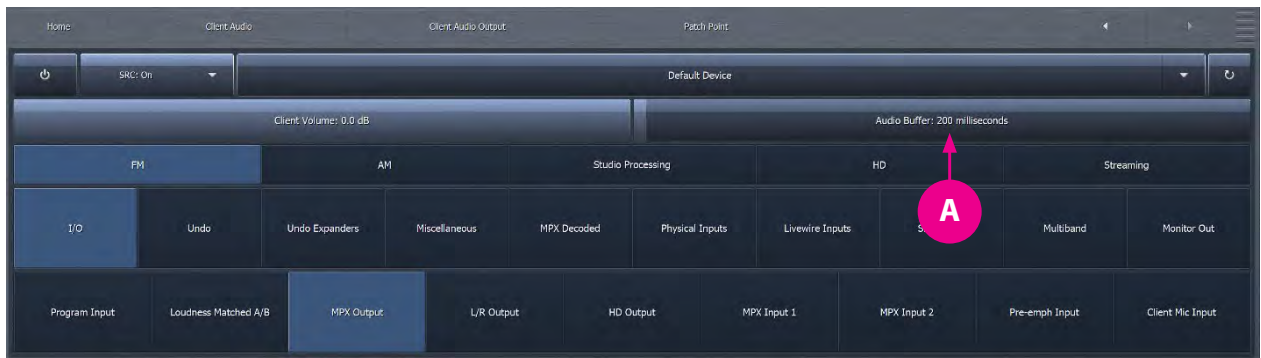 Home Client Audio Client Audio Output Patch Point
SRC: On Default Device
Client Volume: 0.0 dB Audio Buffer: 200 milliseconds
FM AM Studio Processing HD Streaming
I/O Undo Undo Expanders Miscellaneous MPX Decoded Physical Inputs Livewire Inputs Multiband Monitor Out
A
Program Input Loudness Matched A/B MPX Output L/R Output HD Output MPX Input 1 MPX Input 2 Pre-emph Input Client Mic Input